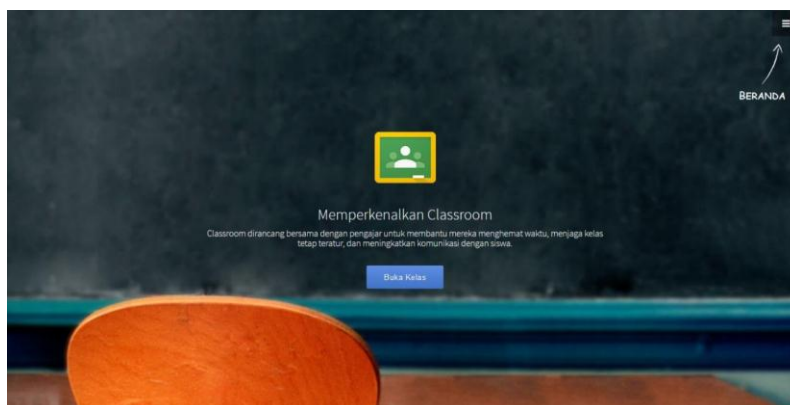 BERANDA
Memperkenalkan Classroom
Classroom dirancang bersama dengan pengajar untuk membantu mereka menghemat waktu, menjaga kelas
tetap teratur, dan meningkatkan komunikasi dengan siswa.
Buka Kelas